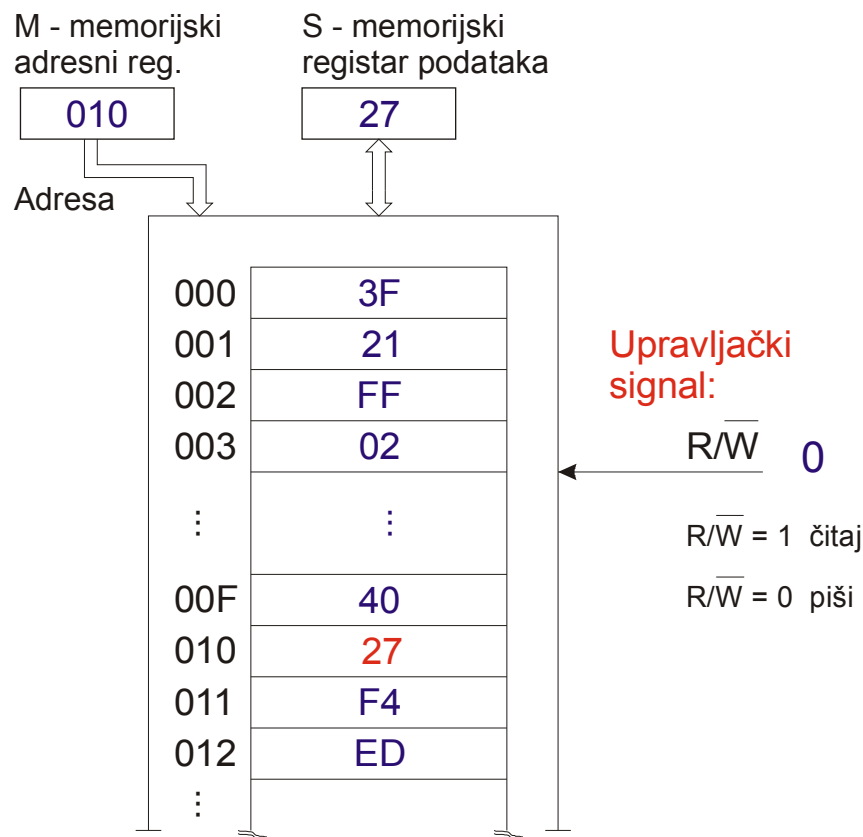 M - memorijski
adresni reg.
010
S - memorijski
registar podataka
27
Adresa
000 3F
001 21
002 FF
003 02
⋮ ⋮
00F 40
010 27
011 F4
012 ED
⋮
Upravljački
signal:
R/W̅ 0
R/W̅ = 1 čitaj
R/W̅ = 0 piši